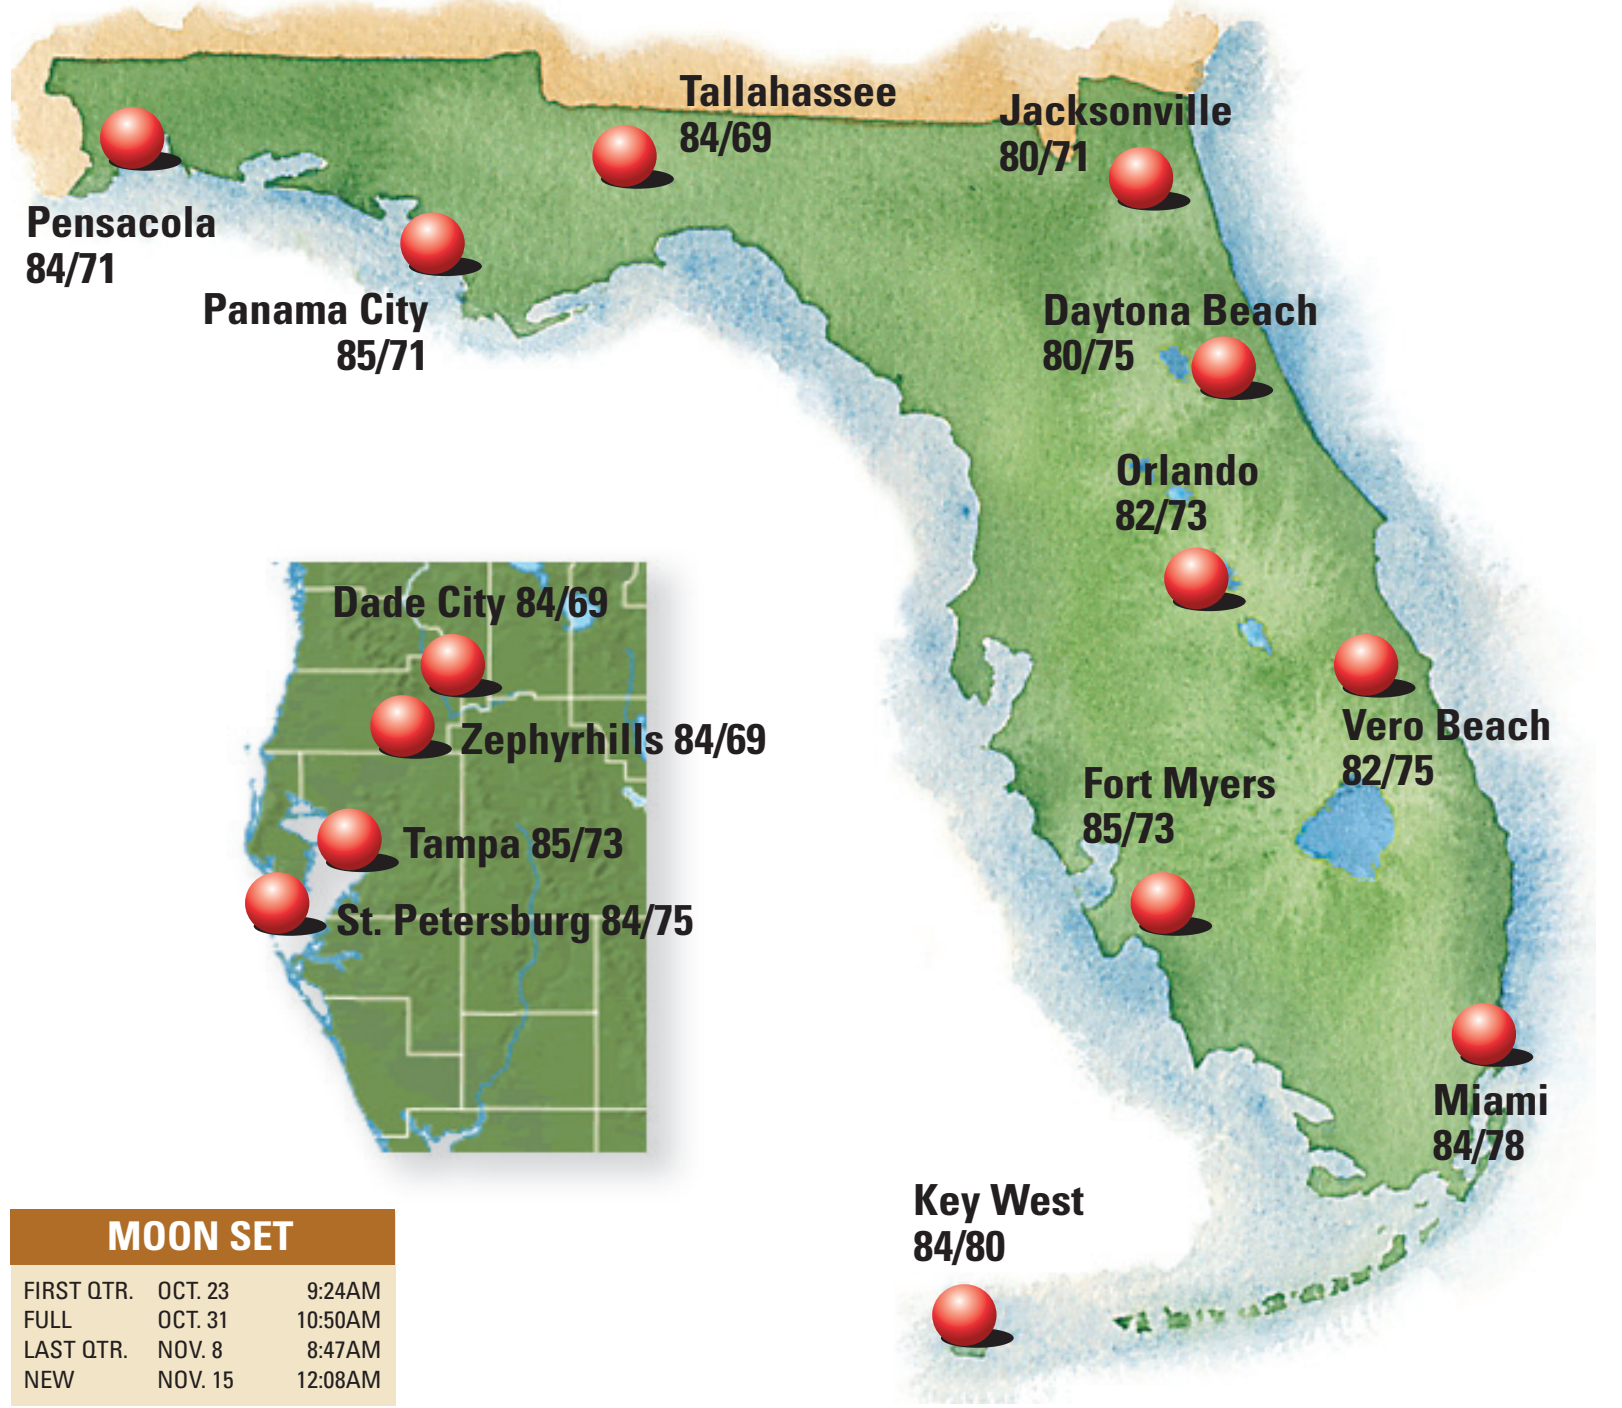 Tallahassee
84/69
Jacksonville
80/71
Pensacola
84/71
Panama City
85/71
Daytona Beach
80/75
Orlando
82/73
Dade City 84/69
Zephyrhills 84/69
Tampa 85/73
St. Petersburg 84/75
Vero Beach
82/75
Fort Myers
85/73
Miami
84/78
Key West
84/80
MOON SET
FIRST QTR. OCT. 23 9:24AM
FULL OCT. 31 10:50AM
LAST QTR. NOV. 8 8:47AM
NEW NOV. 15 12:08AM